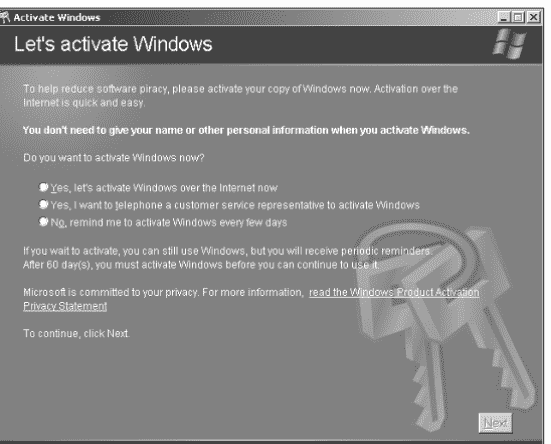 Activate Windows
Let's activate Windows
To help reduce software piracy, please activate your copy of Windows now. Activation over the
Internet is quick and easy.
You don't need to give your name or other personal information when you activate Windows.
Do you want to activate Windows now?
Yes, let's activate Windows over the Internet now
Yes, I want to telephone a customer service representative to activate Windows
No, remind me to activate Windows every few days
If you wait to activate, you can still use Windows, but you will receive periodic reminders.
After 60 day(s), you must activate Windows before you can continue to use it.
Microsoft is committed to your privacy. For more information, read the Windows Product Activation
Privacy Statement
To continue, click Next.
Next